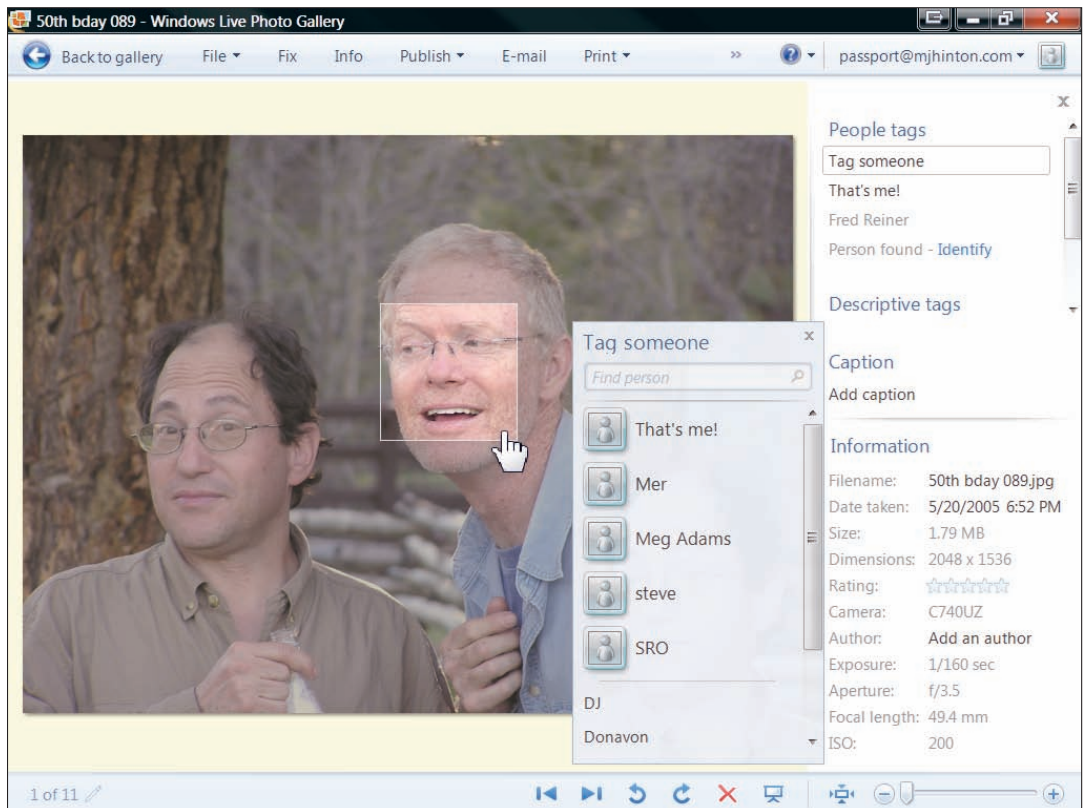 50th bday 089 - Windows Live Photo Gallery
Back to gallery File Fix Info Publish E-mail Print » ? passport@mjhinton.com
x
People tags
Tag someone
That's me!
Fred Reiner
Person found - Identify
Descriptive tags
Caption
Add caption
Information
Filename: 50th bday 089.jpg
Date taken: 5/20/2005 6:52 PM
Size: 1.79 MB
Dimensions: 2048 x 1536
Rating:
Camera: C740UZ
Author: Add an author
Exposure: 1/160 sec
Aperture: f/3.5
Focal length: 49.4 mm
ISO: 200
Tag someone x
Find person
That's me!
Mer
Meg Adams
steve
SRO
DJ
Donavon
1 of 11